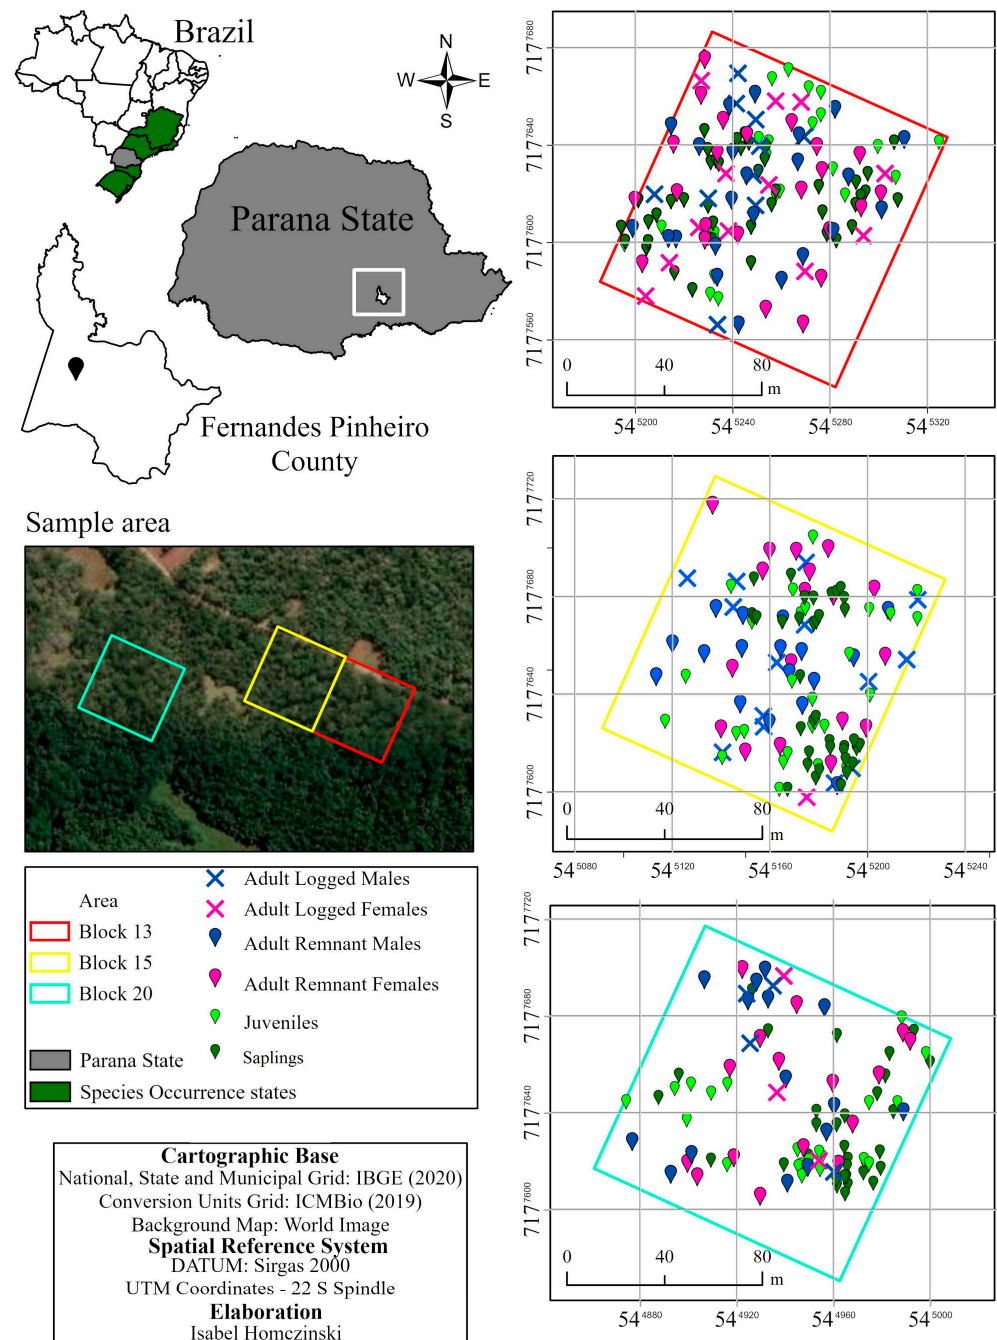 Brazil
N
W
E
S
Parana State
Fernandes Pinheiro
County
Sample area
Area
Block 13
Block 15
Block 20
Parana State
Species Occurrence states
Adult Logged Males
Adult Logged Females
Adult Remnant Males
Adult Remnant Females
Juveniles
Saplings
Cartographic Base
National, State and Municipal Grid: IBGE (2020)
Conversion Units Grid: ICMBio (2019)
Background Map: World Image
Spatial Reference System
DATUM: Sirgas 2000
UTM Coordinates - 22 S Spindle
Elaboration
Isabel Homczinski
7177680
7177640
7177600
7177560
0
40
80
m
545200
545240
545280
545320
7177720
7177680
7177640
7177600
0
40
80
m
545080
545120
545160
545200
545240
7177720
7177680
7177640
7177600
0
40
80
m
544880
544920
544960
545000